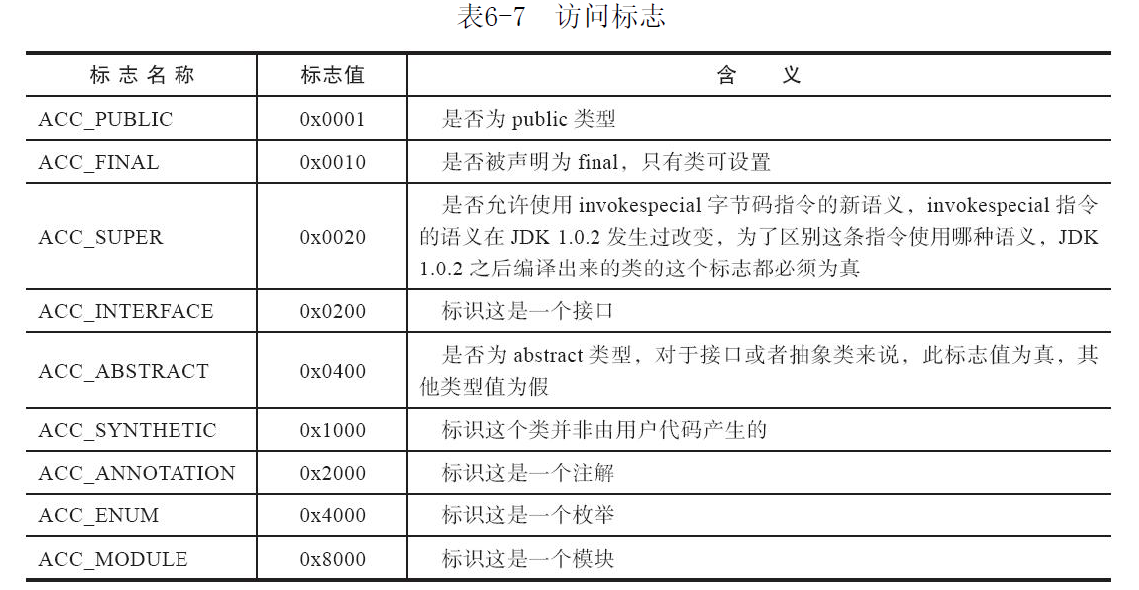 表6-7 访问标志
标志名称 标志值 含 义
ACC_PUBLIC 0x0001 是否为 public 类型
ACC_FINAL 0x0010 是否被声明为 final，只有类可设置
是否允许使用 invokespecial 字节码指令的新语义，invokespecial 指令
ACC_SUPER 0x0020 的语义在 JDK 1.0.2 发生过改变，为了区别这条指令使用哪种语义，JDK
1.0.2 之后编译出来的类的这个标志都必须为真
ACC_INTERFACE 0x0200 标识这是一个接口
ACC_ABSTRACT 0x0400 是否为 abstract 类型，对于接口或者抽象类来说，此标志值为真，其
他类型值为假
ACC_SYNTHETIC 0x1000 标识这个类并非由用户代码产生的
ACC_ANNOTATION 0x2000 标识这是一个注解
ACC_ENUM 0x4000 标识这是一个枚举
ACC_MODULE 0x8000 标识这是一个模块